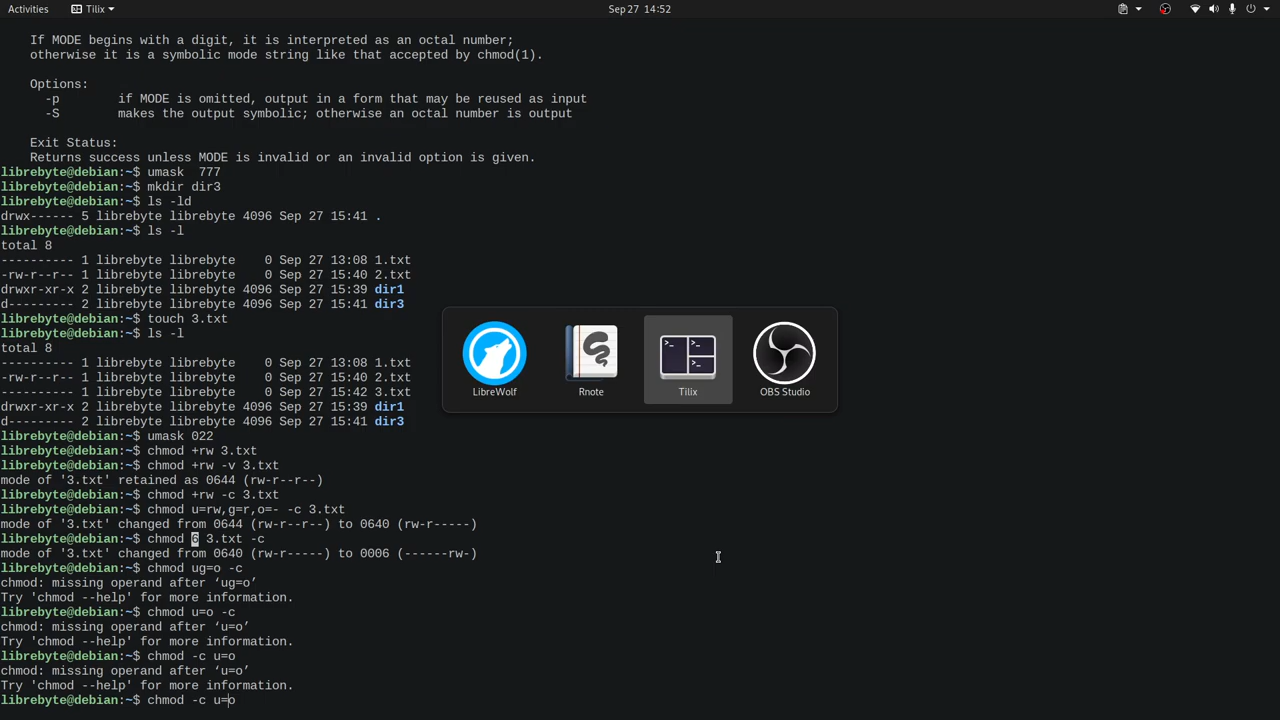 Activities Tilix Sep 27 14:52
If MODE begins with a digit, it is interpreted as an octal number;
otherwise it is a symbolic mode string like that accepted by chmod(1).
Options:
-p if MODE is omitted, output in a form that may be reused as input
-S makes the output symbolic; otherwise an octal number is output
Exit Status:
Returns success unless MODE is invalid or an invalid option is given.
librebyte@debian:~$ umask  777
librebyte@debian:~$ mkdir dir3
librebyte@debian:~$ ls -ld
drwx------ 5 librebyte librebyte 4096 Sep 27 15:41 .
librebyte@debian:~$ ls -l
total 8
---------- 1 librebyte librebyte    0 Sep 27 13:08 1.txt
-rw-r--r-- 1 librebyte librebyte    0 Sep 27 15:40 2.txt
drwxr-xr-x 2 librebyte librebyte 4096 Sep 27 15:39 dir1
d--------- 2 librebyte librebyte 4096 Sep 27 15:41 dir3
librebyte@debian:~$ touch 3.txt
librebyte@debian:~$ ls -l
total 8
---------- 1 librebyte librebyte    0 Sep 27 13:08 1.txt
-rw-r--r-- 1 librebyte librebyte    0 Sep 27 15:40 2.txt
---------- 1 librebyte librebyte    0 Sep 27 15:42 3.txt
drwxr-xr-x 2 librebyte librebyte 4096 Sep 27 15:39 dir1
d--------- 2 librebyte librebyte 4096 Sep 27 15:41 dir3
LibreWolf Rnote Tilix OBS Studio
librebyte@debian:~$ umask 022
librebyte@debian:~$ chmod +rw 3.txt
librebyte@debian:~$ chmod +rw -v 3.txt
mode of '3.txt' retained as 0644 (rw-r--r--)
librebyte@debian:~$ chmod +rw -c 3.txt
librebyte@debian:~$ chmod u=rw,g=r,o=- -c 3.txt
mode of '3.txt' changed from 0644 (rw-r--r--) to 0640 (rw-r-----)
librebyte@debian:~$ chmod 6 3.txt -c
mode of '3.txt' changed from 0640 (rw-r-----) to 0006 (------rw-)
librebyte@debian:~$ chmod ug=o -c
chmod: missing operand after ‘ug=o’
Try 'chmod --help' for more information.
librebyte@debian:~$ chmod u=o -c
chmod: missing operand after ‘u=o’
Try 'chmod --help' for more information.
librebyte@debian:~$ chmod -c u=o
chmod: missing operand after ‘u=o’
Try 'chmod --help' for more information.
librebyte@debian:~$ chmod -c u=o